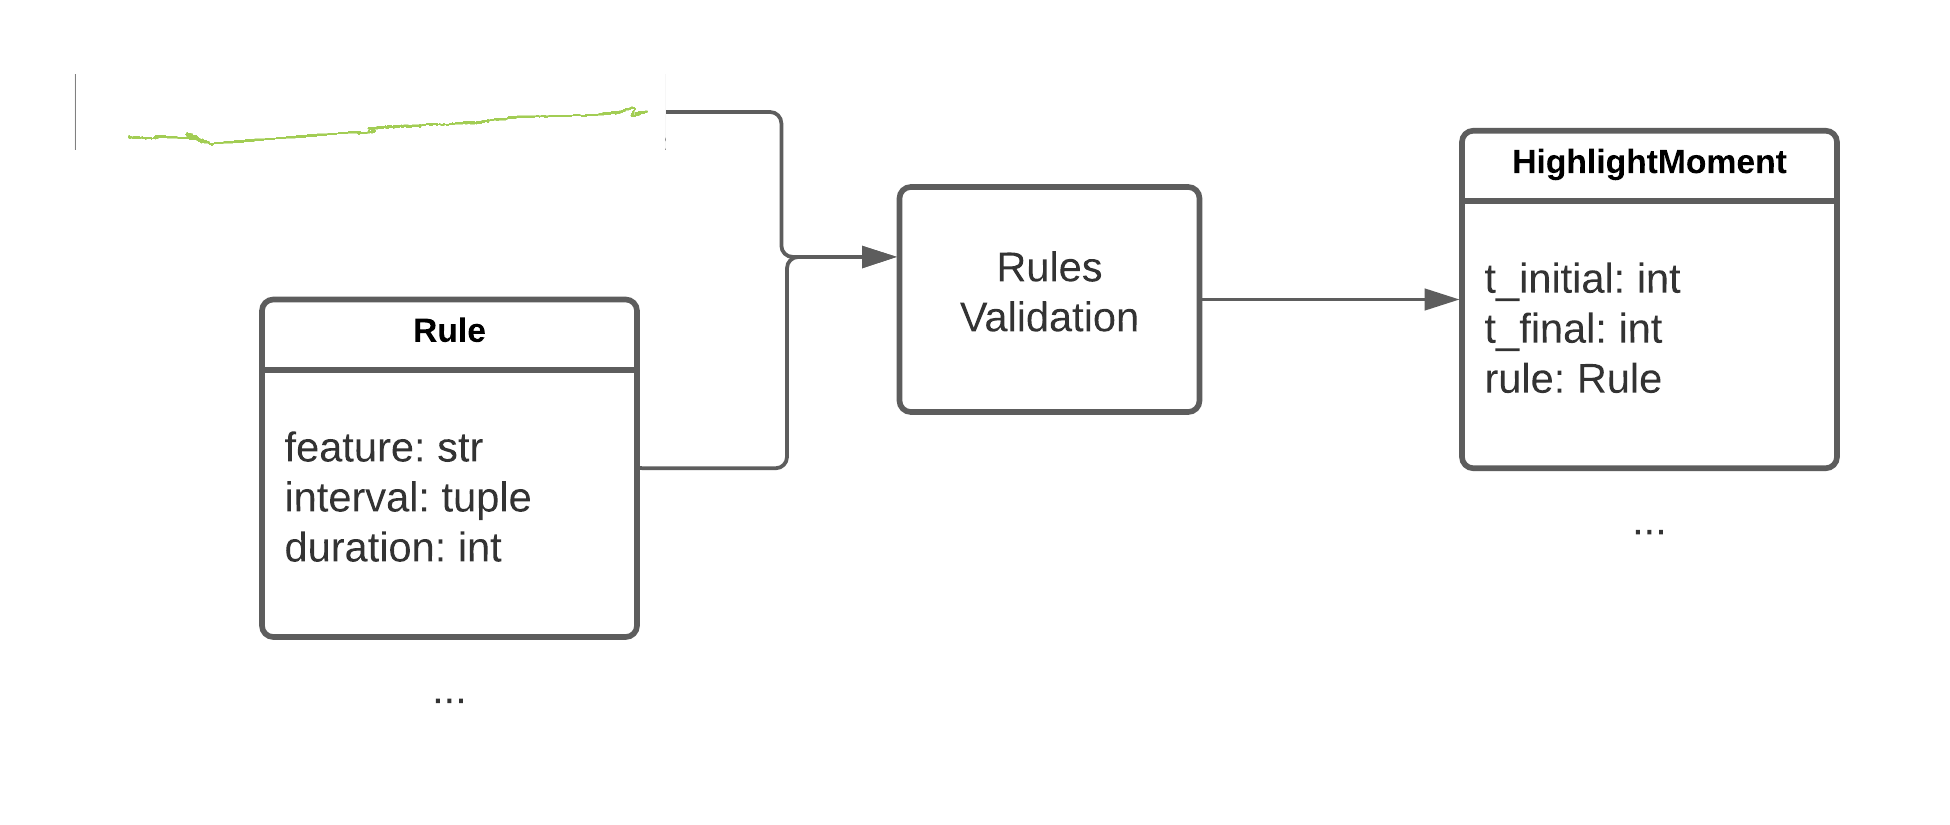 Rule
feature: str
interval: tuple
duration: int
...
Rules
Validation
HighlightMoment
t_initial: int
t_final: int
rule: Rule
...